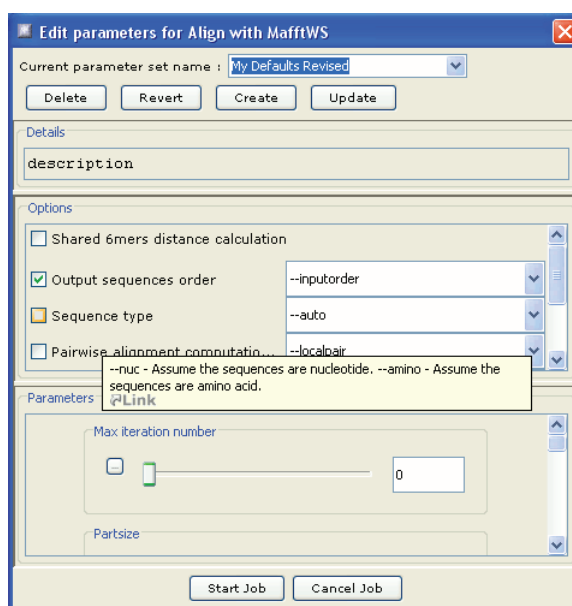 Edit parameters for Align with MafftWS
Current parameter set name : My Defaults Revised
Delete Revert Create Update
Details
description
Options
Shared 6mers distance calculation
Output sequences order --inputorder
Sequence type --auto
Pairwise alignment computatio... --localpair
--nuc - Assume the sequences are nucleotide. --amino - Assume the
sequences are amino acid.
Parameters
Link
Max iteration number
0
Partsize
Start Job Cancel Job